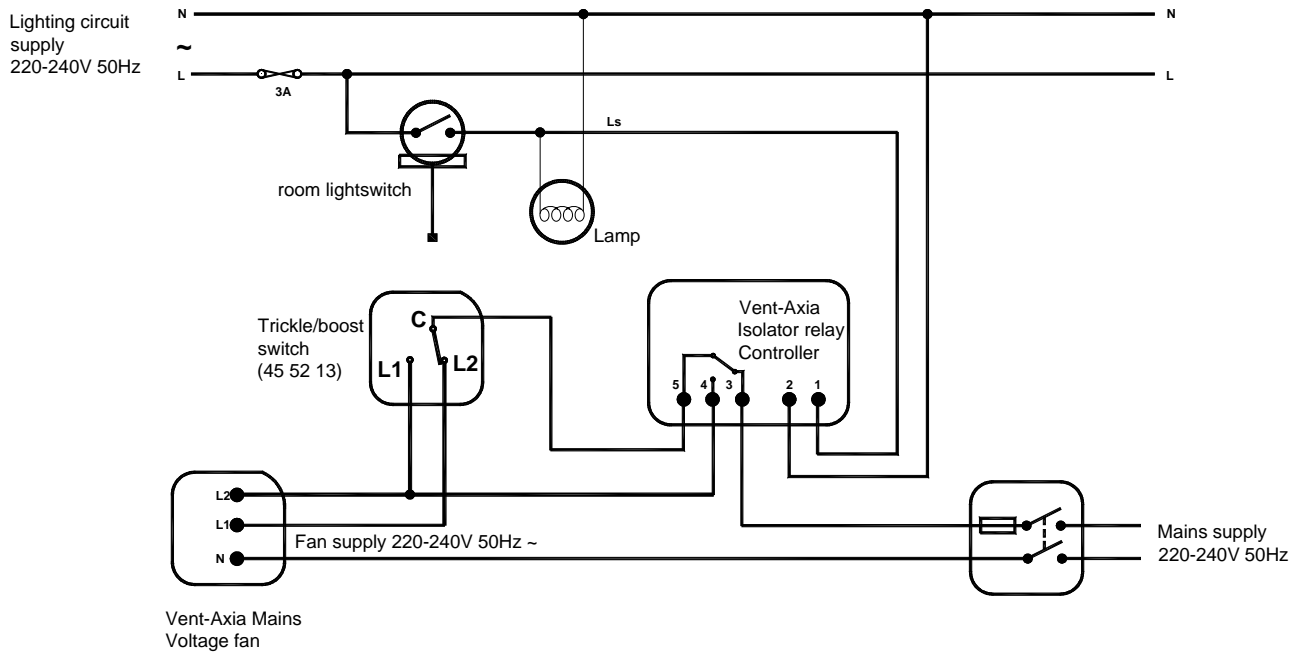 Lighting circuit
supply
~
220-240V 50Hz
N
N
L
L
3A
Ls
room lightswitch
Lamp
Trickle/boost
switch
(45 52 13)
C
L1
L2
Vent-Axia
Isolator relay
Controller
5
4
3
2
1
L2
L1
N
Fan supply 220-240V 50Hz ~
Mains supply
220-240V 50Hz
Vent-Axia Mains
Voltage fan